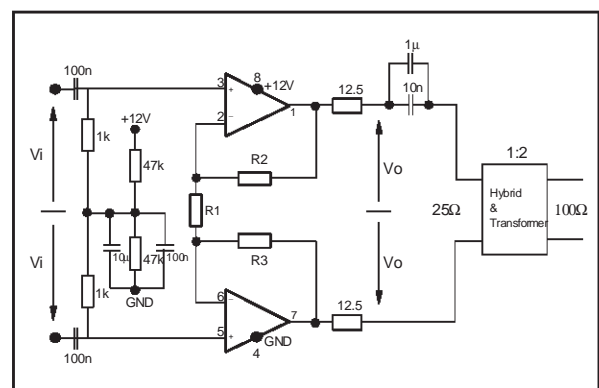 1µ
100n
8
+12V
3
+
1
12.5
10n
2
–
+12V
1k
Vi
47k
R2
Vo
1:2
R1
Hybrid
&
Transformer
25Ω
100Ω
10µ
47k
100n
R3
Vo
Vi
GND
1k
6
–
7
12.5
5
+
GND
4
100n